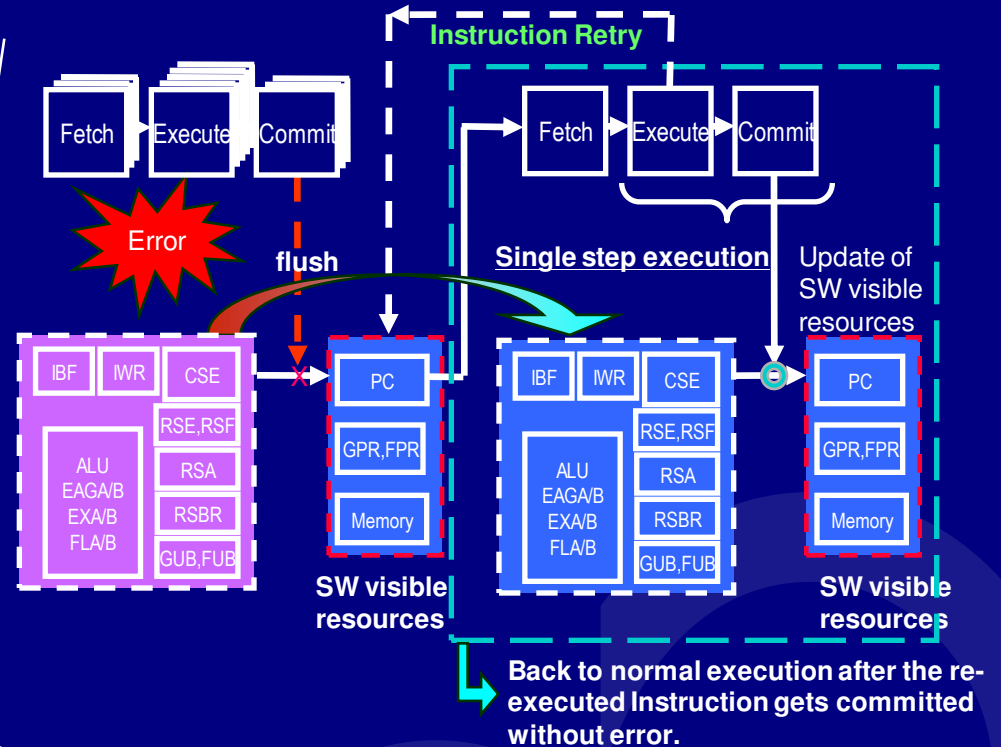 Instruction Retry
Fetch
Execute
Commit
Fetch
Execute
Commit
Error
flush
Single step execution
Update of
SW visible
resources
IBF
IWR
CSE
RSE,RSF
RSA
RSBR
GUB,FUB
ALU
EAGA/B
EXA/B
FLA/B
X
PC
GPR,FPR
Memory
SW visible
resources
IBF
IWR
CSE
RSE,RSF
RSA
RSBR
GUB,FUB
ALU
EAGA/B
EXA/B
FLA/B
PC
GPR,FPR
Memory
SW visible
resources
Back to normal execution after the re-
executed Instruction gets committed
without error.